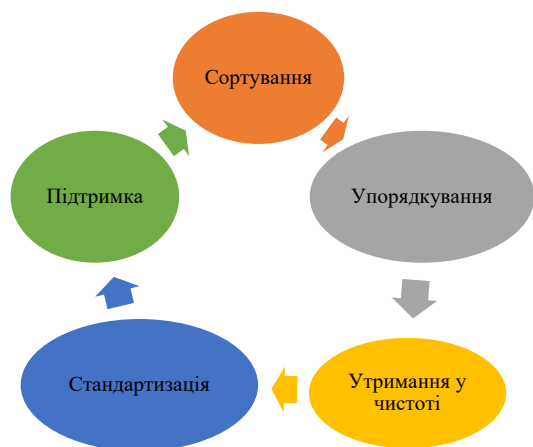 Сортування
Упорядкування
Утримання у
чистоті
Стандартизація
Підтримка